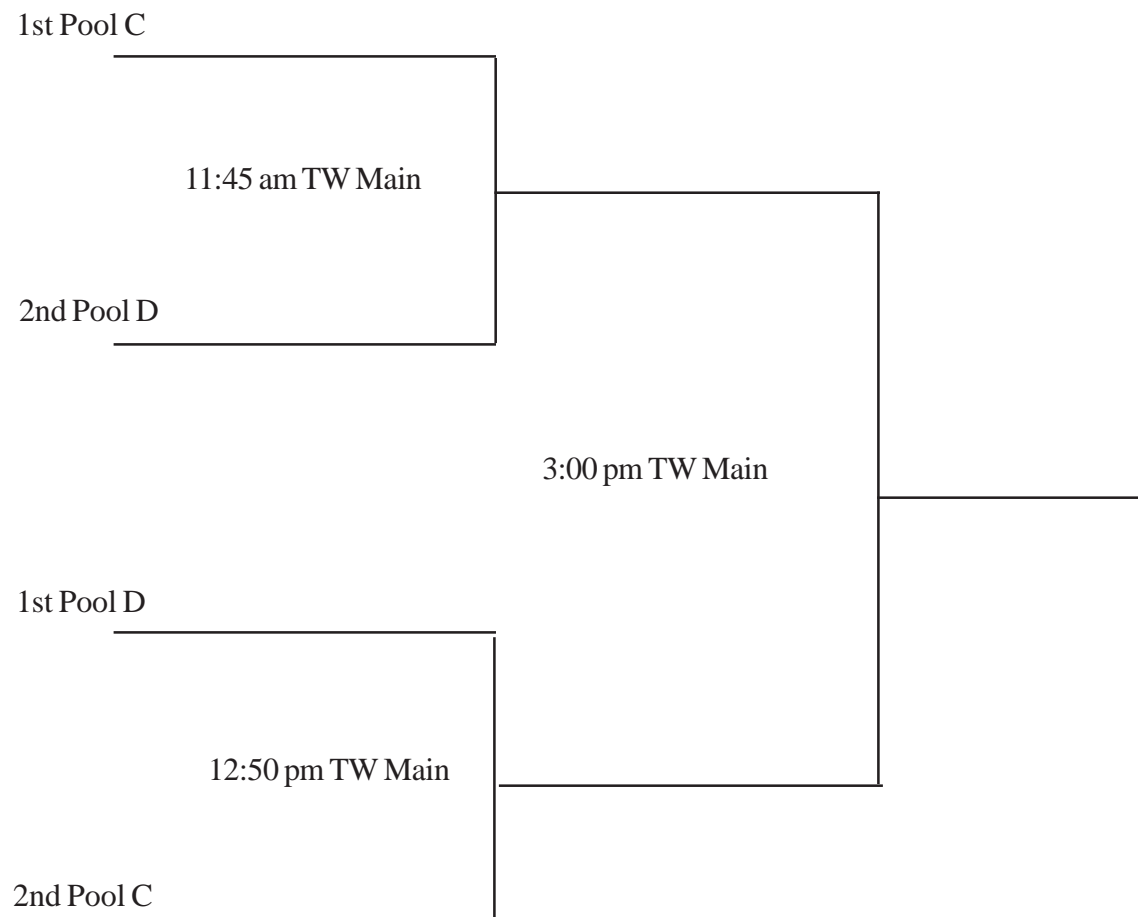 1st Pool C
11:45 am TW Main
2nd Pool D
3:00 pm TW Main
1st Pool D
12:50 pm TW Main
2nd Pool C